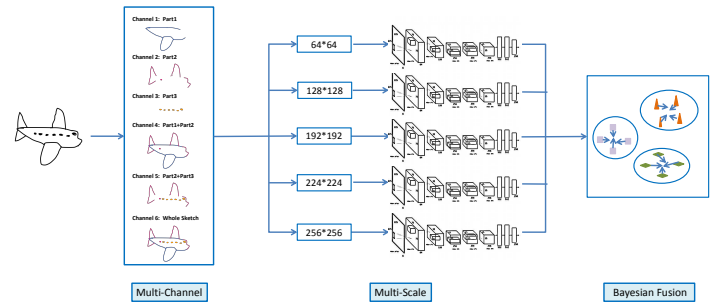 Channel 1: Part1
Channel 2: Part2
Channel 3: Part3
Channel 4: Part1+Part2
Channel 5: Part2+Part3
Channel 6: Whole Sketch
64*64
128*128
192*192
224*224
256*256
Multi-Channel
Multi-Scale
Bayesian Fusion